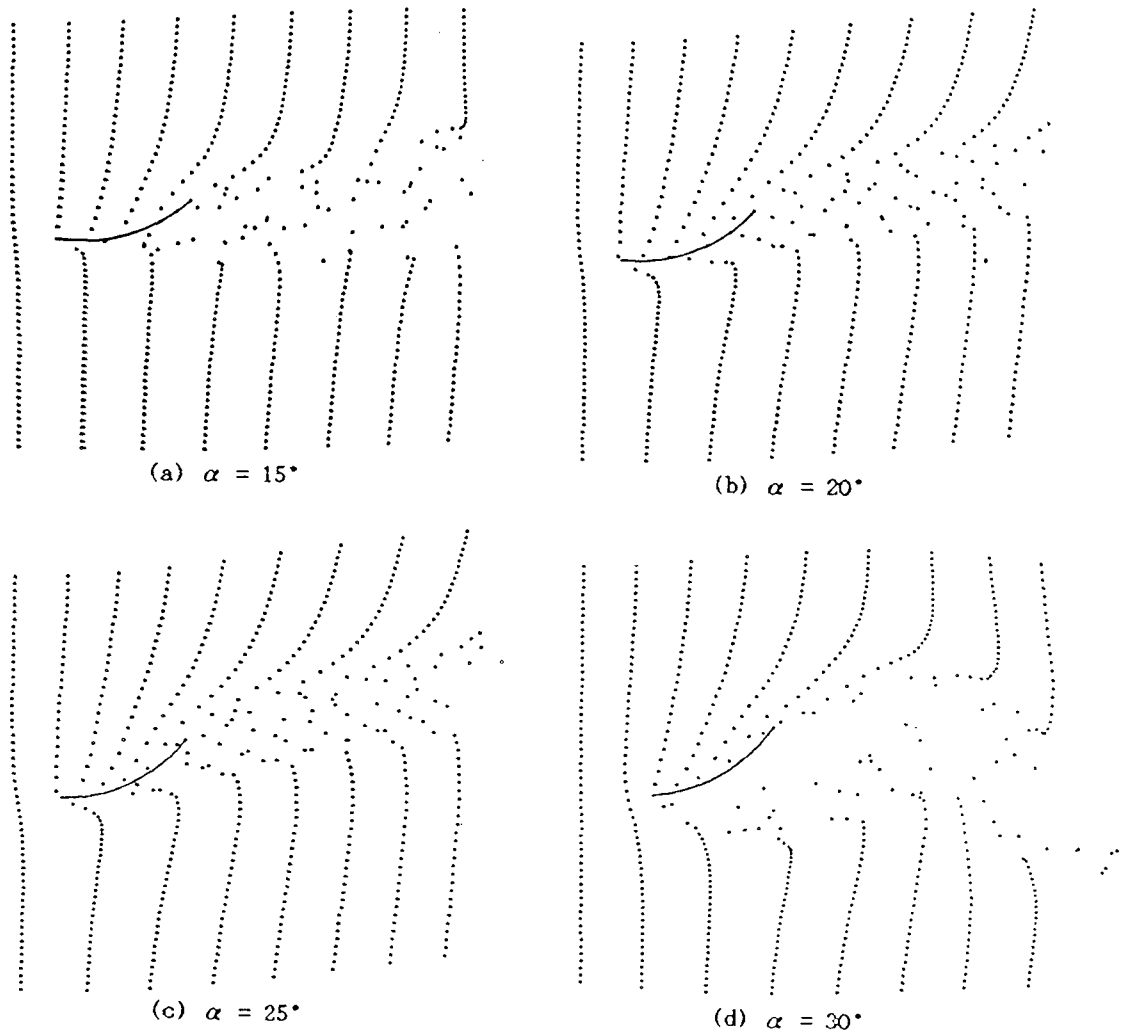 (a) α = 15°
(b) α = 20°
(c) α = 25°
(d) α = 30°